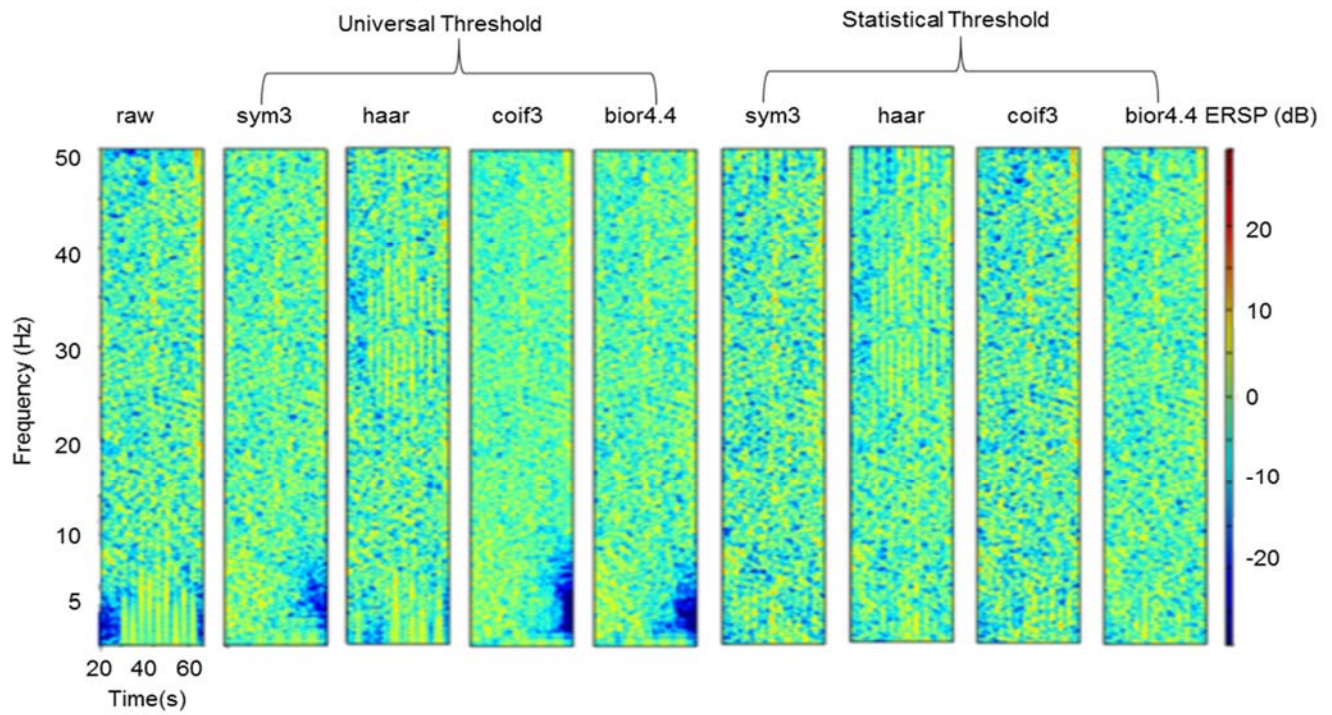 Universal Threshold
Statistical Threshold
raw
sym3
haar
coif3
bior4.4
sym3
haar
coif3
bior4.4
ERSP (dB)
50
40
30
20
10
5
Frequency (Hz)
20 40 60
Time(s)
20
10
0
-10
-20